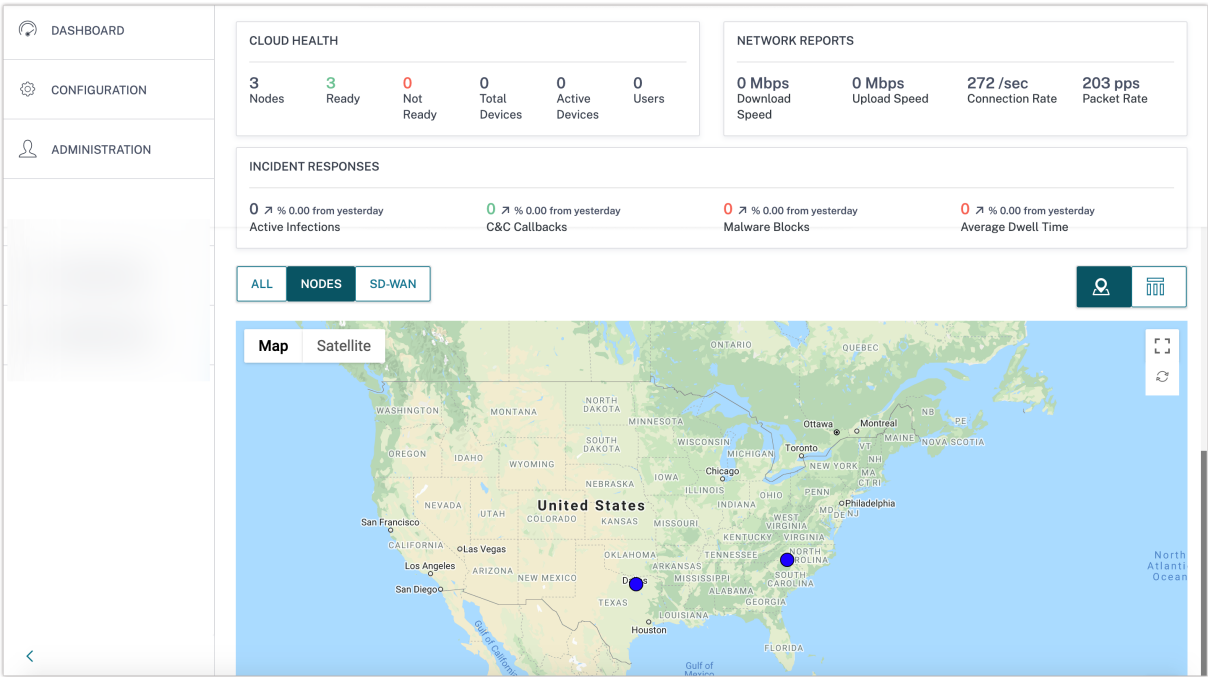 DASHBOARD
CONFIGURATION
ADMINISTRATION
CLOUD HEALTH
3
Nodes
3
Ready
0
Not
Ready
0
Total
Devices
0
Active
Devices
0
Users
NETWORK REPORTS
0 Mbps
Download
Speed
0 Mbps
Upload Speed
272 /sec
Connection Rate
203 pps
Packet Rate
INCIDENT RESPONSES
0 ↗ % 0.00 from yesterday
Active Infections
0 ↗ % 0.00 from yesterday
C&C Callbacks
0 ↗ % 0.00 from yesterday
Malware Blocks
0 ↗ % 0.00 from yesterday
Average Dwell Time
ALL
NODES
SD-WAN
Map
Satellite
ONTARIO
QUEBEC
WASHINGTON
MONTANA
NORTH
DAKOTA
MINNESOTA
NB
PE
Ottawa
Montreal
MAINE
NOVA SCOTIA
OREGON
IDAHO
WYOMING
SOUTH
DAKOTA
WISCONSIN
MICHIGAN
Toronto
VT
NH
NEW YORK
MA
CT RI
Chicago
IOWA
NEBRASKA
ILLINOIS
INDIANA
OHIO
PENN
Philadelphia
MD
DE
NJ
NEVADA
UTAH
United States
COLORADO
KANSAS
MISSOURI
WEST
VIRGINIA
KENTUCKY
VIRGINIA
San Francisco
CALIFORNIA
Las Vegas
Los Angeles
ARIZONA
NEW MEXICO
OKLAHOMA
ARKANSAS
TENNESSEE
NORTH
ROLINA
SOUTH
CAROLINA
San Diego
TEXAS
MISSISSIPPI
ALABAMA
GEORGIA
LOUISIANA
Houston
FLORIDA
Gulf of California
Gulf of
Mexico
North
Atlanti
Ocean